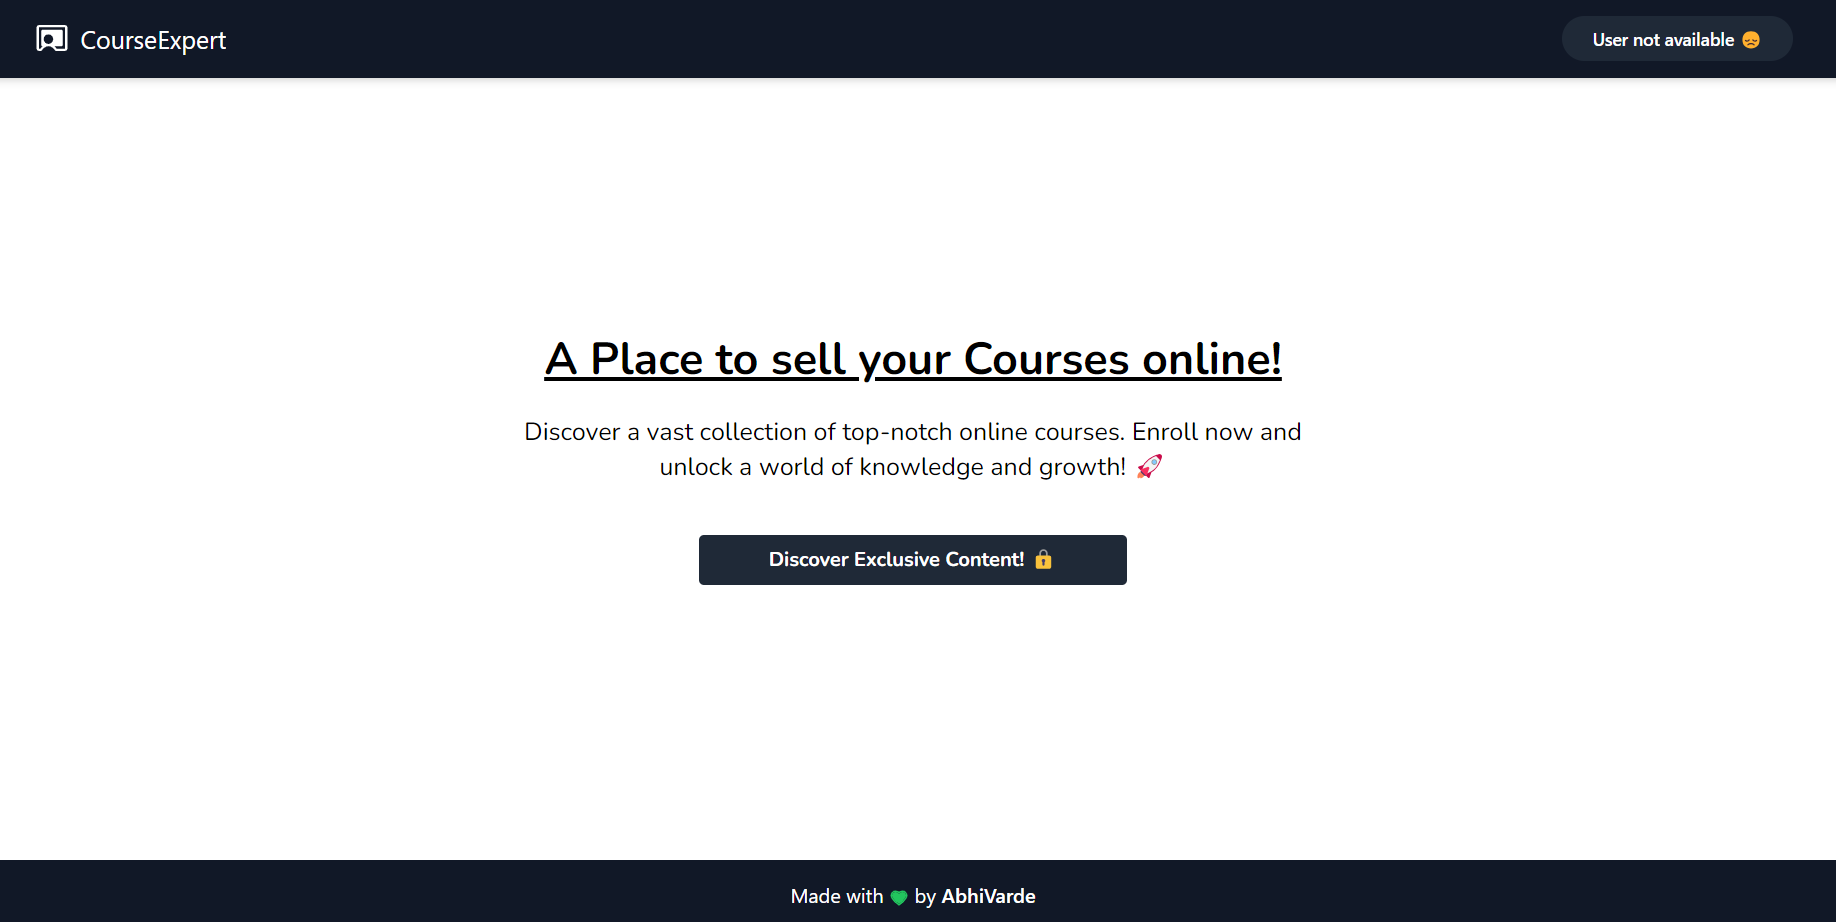 CourseExpert
User not available 😞
A Place to sell your Courses online!
Discover a vast collection of top-notch online courses. Enroll now and
unlock a world of knowledge and growth! 🚀
Discover Exclusive Content! 🔒
Made with 💚 by AbhiVarde